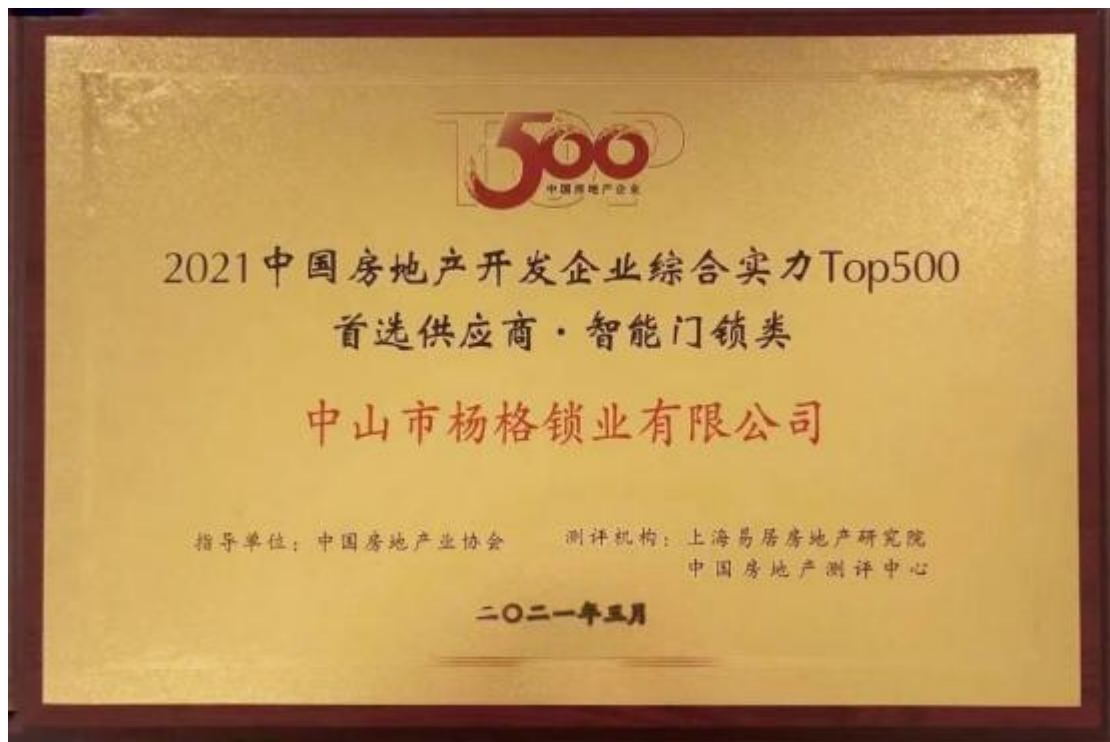 TOP
500
中国房地产企业
2021中国房地产开发企业综合实力Top500
首选供应商·智能门锁类
中山市杨格锁业有限公司
指导单位：中国房地产业协会 测评机构：上海易居房地产研究院
中国房地产测评中心
二〇二一年三月